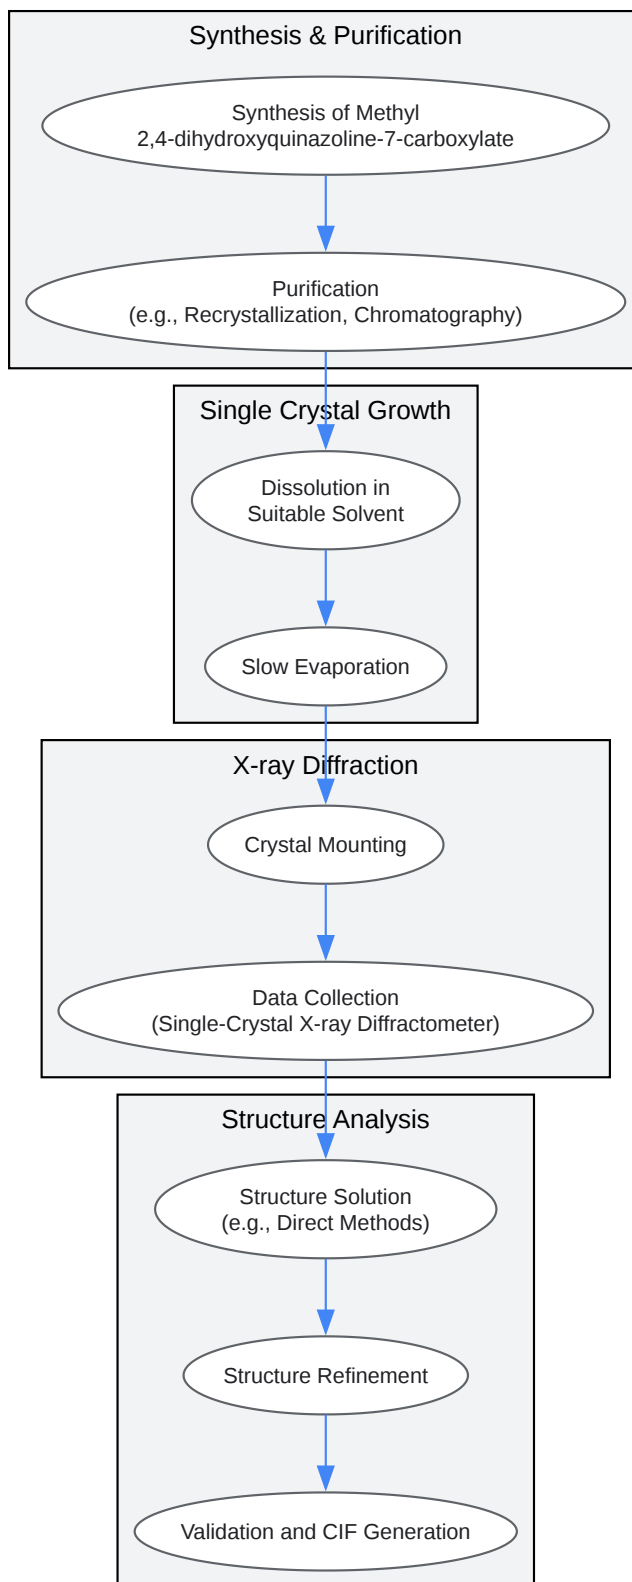 Synthesis & Purification
Synthesis of Methyl
2,4-dihydroxyquinazoline-7-carboxylate
Purification
(e.g., Recrystallization, Chromatography)
Single Crystal Growth
Dissolution in
Suitable Solvent
Slow Evaporation
X-ray Diffraction
Crystal Mounting
Data Collection
(Single-Crystal X-ray Diffractometer)
Structure Analysis
Structure Solution
(e.g., Direct Methods)
Structure Refinement
Validation and CIF Generation